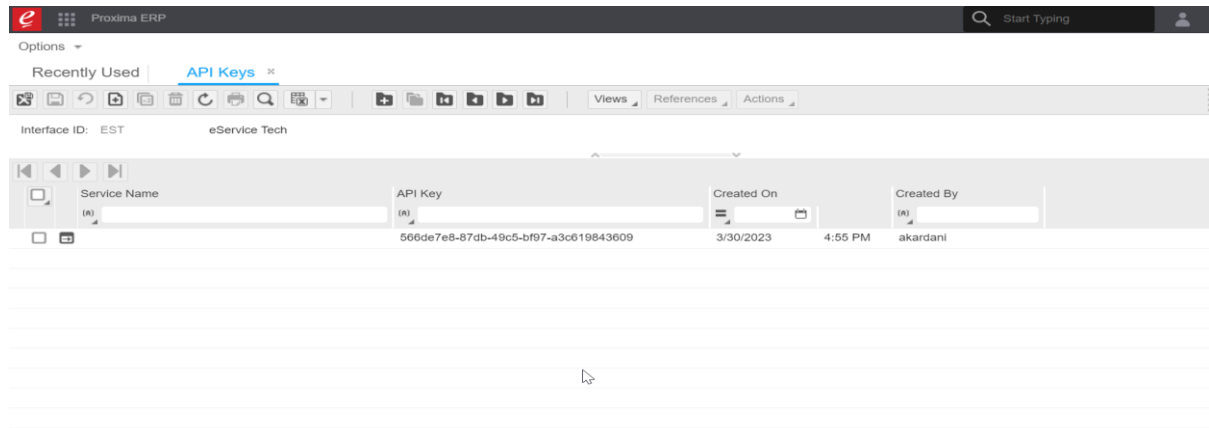 Proxima ERP Start Typing
Options
Recently Used API Keys
Views References Actions
Interface ID: EST eService Tech
Service Name API Key Created On Created By
566de7e8-87db-49c5-bf97-a3c619843609 3/30/2023 4:55 PM akardani